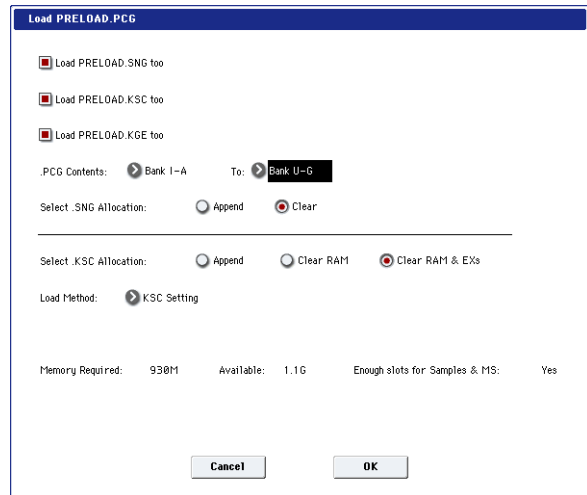 Load PRELOAD.PCG
Load PRELOAD.SNG too
Load PRELOAD.KSC too
Load PRELOAD.KGE too
.PCG Contents: Bank I-A To: Bank U-G
Select .SNG Allocation: Append Clear
Select .KSC Allocation: Append Clear RAM Clear RAM & EXs
Load Method: KSC Setting
Memory Required: 930M Available: 1.1G Enough slots for Samples & MS: Yes
Cancel OK